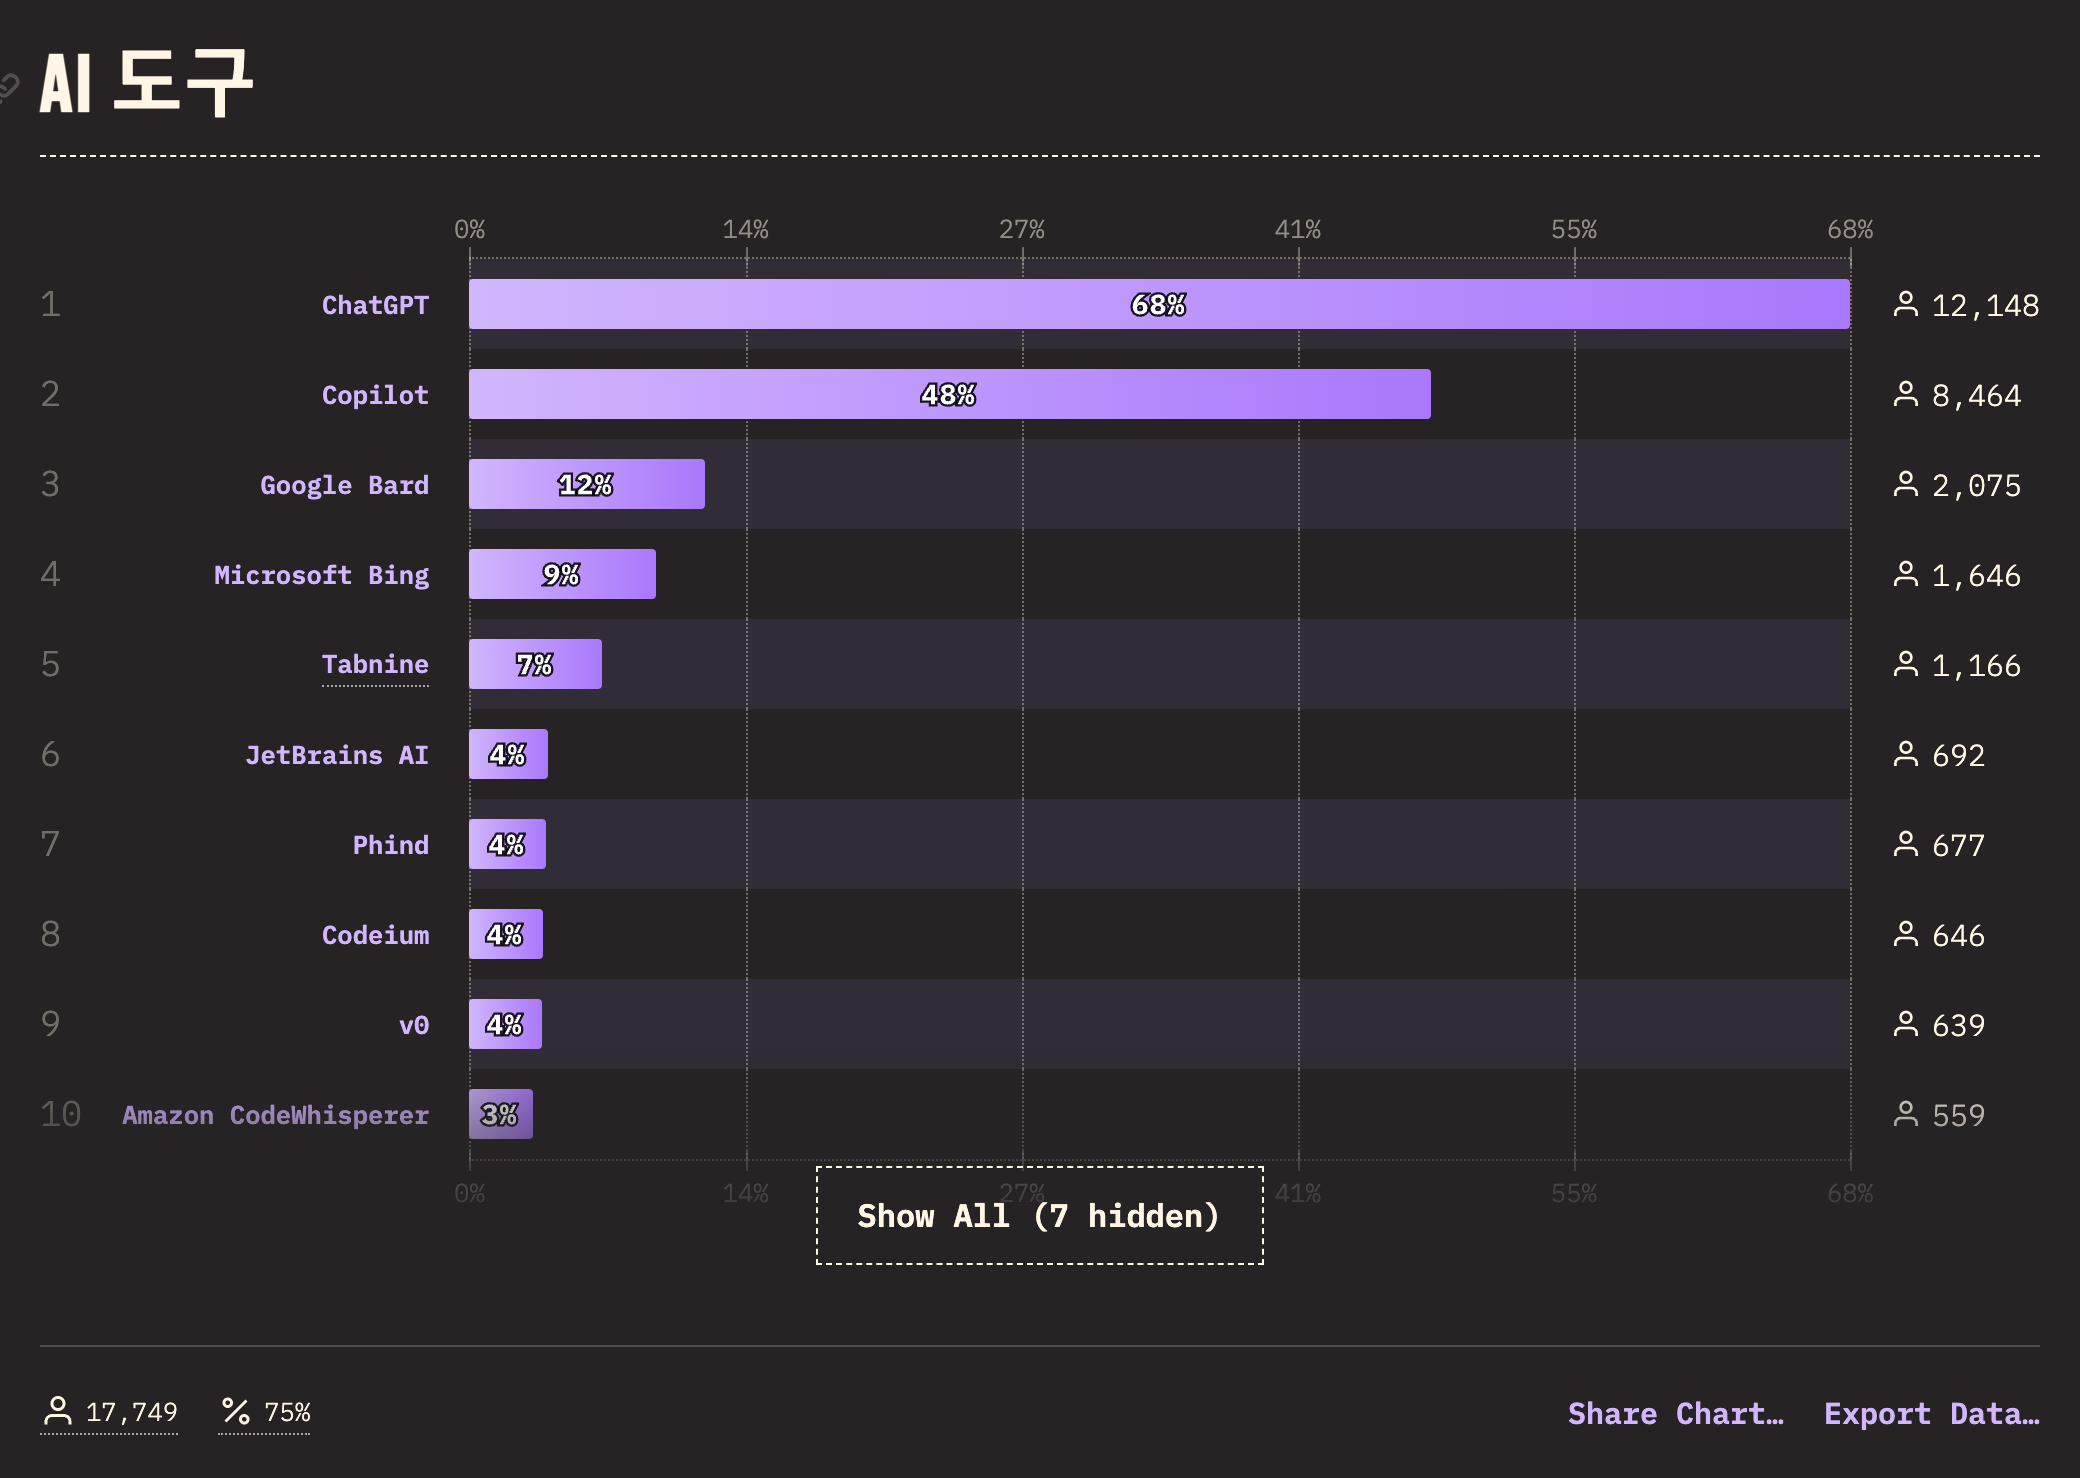 AI 도구
0% 14% 27% 41% 55% 68%
1 ChatGPT 68% 12,148
2 Copilot 48% 8,464
3 Google Bard 12% 2,075
4 Microsoft Bing 9% 1,646
5 Tabnine 7% 1,166
6 JetBrains AI 4% 692
7 Phind 4% 677
8 Codeium 4% 646
9 v0 4% 639
10 Amazon CodeWhisperer 3% 559
0% 14% 27% 41% 55% 68%
Show All (7 hidden)
17,749 75% Share Chart… Export Data…